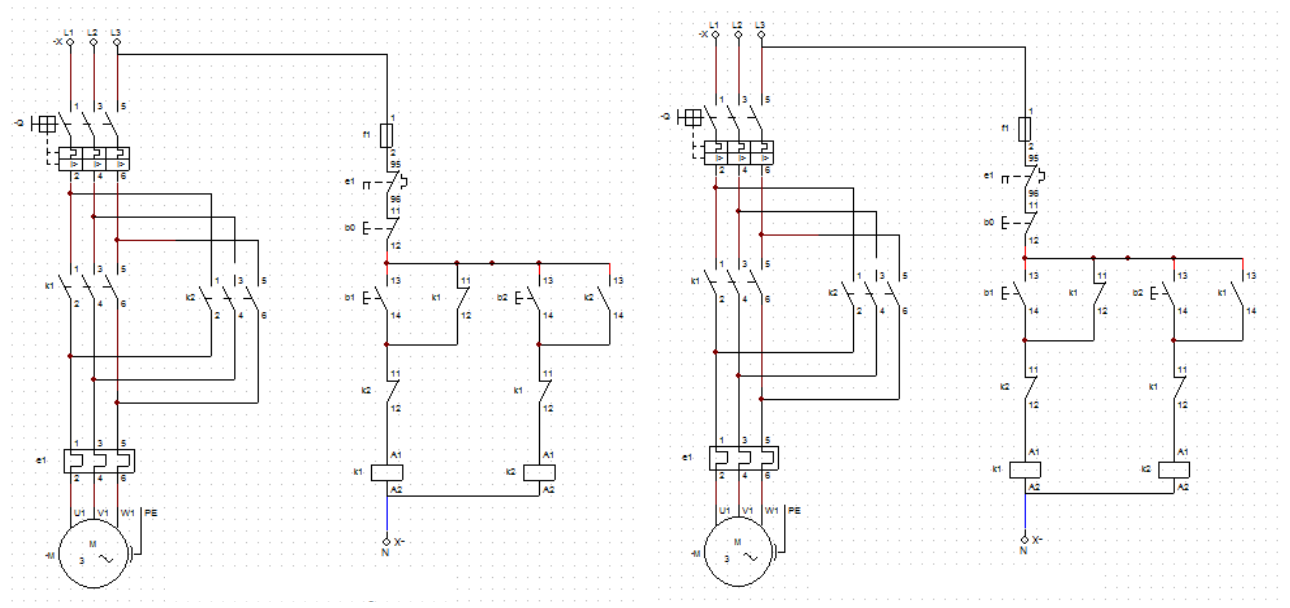 L1 L2 L3
-X
1 3 5
-Q
I> I> I>
2 4 6
k1
1 3 5
2 4 6
k2
1 3 5
2 4 6
e1
1 3 5
2 4 6
U1 V1 W1 PE
-M
M
3
f1
1
2
e1
95
96
b0
11
12
b1
13
14
k1
11
12
b2
13
14
k2
13
14
k2
11
12
k1
11
12
k1
A1
A2
k2
A1
A2
X-
N
L1 L2 L3
-X
1 3 5
-Q
I> I> I>
2 4 6
k1
1 3 5
2 4 6
k2
1 3 5
2 4 6
e1
1 3 5
2 4 6
U1 V1 W1 PE
-M
M
3
f1
1
2
e1
95
96
b0
11
12
b1
13
14
k1
11
12
b2
13
14
k1
13
14
k2
11
12
k1
11
12
k1
A1
A2
k2
A1
A2
X-
N